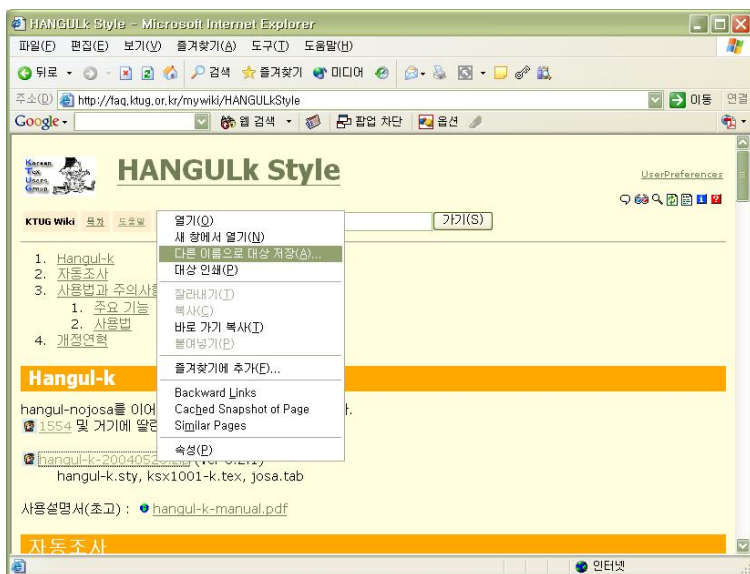 HANGULk Style - Microsoft Internet Explorer
파일(F) 편집(E) 보기(V) 즐겨찾기(A) 도구(T) 도움말(H)
뒤로 검색 즐겨찾기 미디어
주소(D) http://faq.ktug.or.kr/mywiki/HANGULkStyle 이동 연결
Google 웹 검색 팝업 차단 옵션
Korean TeX Users Group HANGULk Style UserPreferences
KTUG Wiki 목차 도움말 가기(S)
열기(O)
새 창에서 열기(N)
다른 이름으로 대상 저장(A)...
대상 인쇄(P)
잘라내기(T)
복사(C)
바로 가기 복사(T)
붙여넣기(P)
즐겨찾기에 추가(F)...
Backward Links
Cached Snapshot of Page
Similar Pages
속성(P)
1. Hangul-k
2. 자동조사
3. 사용법과 주의사항
1. 주요 기능
2. 사용법
4. 개정연혁
Hangul-k
hangul-nojosa를 이어 .
1554 및 거기에 딸린
hangul-k-2004052
hangul-k.sty, ksx1001-k.tex, josa.tab
사용설명서(초고) : hangul-k-manual.pdf
자동조사
인터넷